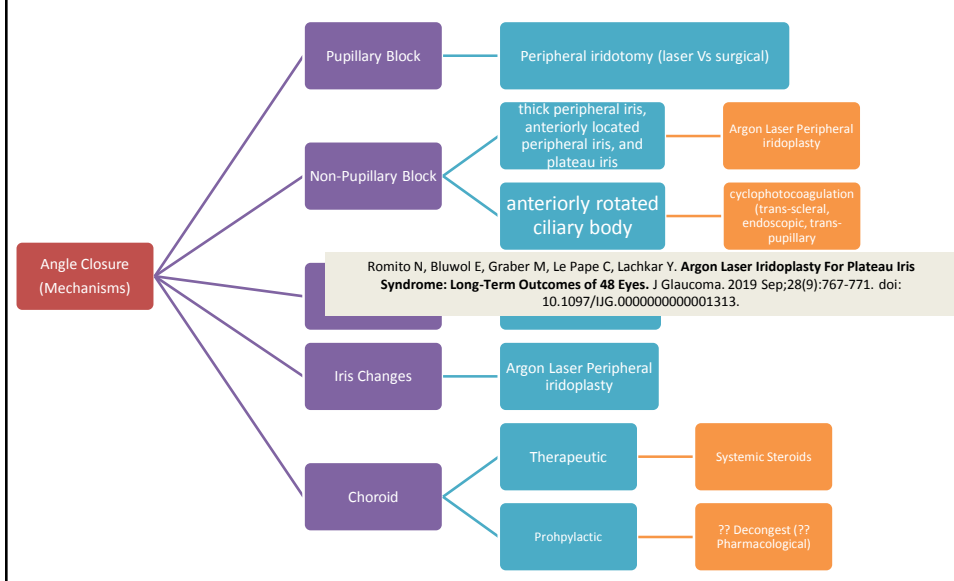 Pupillary Block
Peripheral iridotomy (laser Vs surgical)
Non-Pupillary Block
thick peripheral iris,
anteriorly located
peripheral iris, and
plateau iris
Argon Laser Peripheral
iridoplasty
anteriorly rotated
ciliary body
cyclophotocoagulation
(trans-scleral,
endoscopic, trans-
pupillary
Angle Closure
(Mechanisms)
Romito N, Bluwol E, Graber M, Le Pape C, Lachkar Y. Argon Laser Iridoplasty For Plateau Iris
Syndrome: Long-Term Outcomes of 48 Eyes. J Glaucoma. 2019 Sep;28(9):767-771. doi:
10.1097/IJG.0000000000001313.
Iris Changes
Argon Laser Peripheral
iridoplasty
Choroid
Therapeutic
Systemic Steroids
Prohpylactic
?? Decongest (??
Pharmacological)